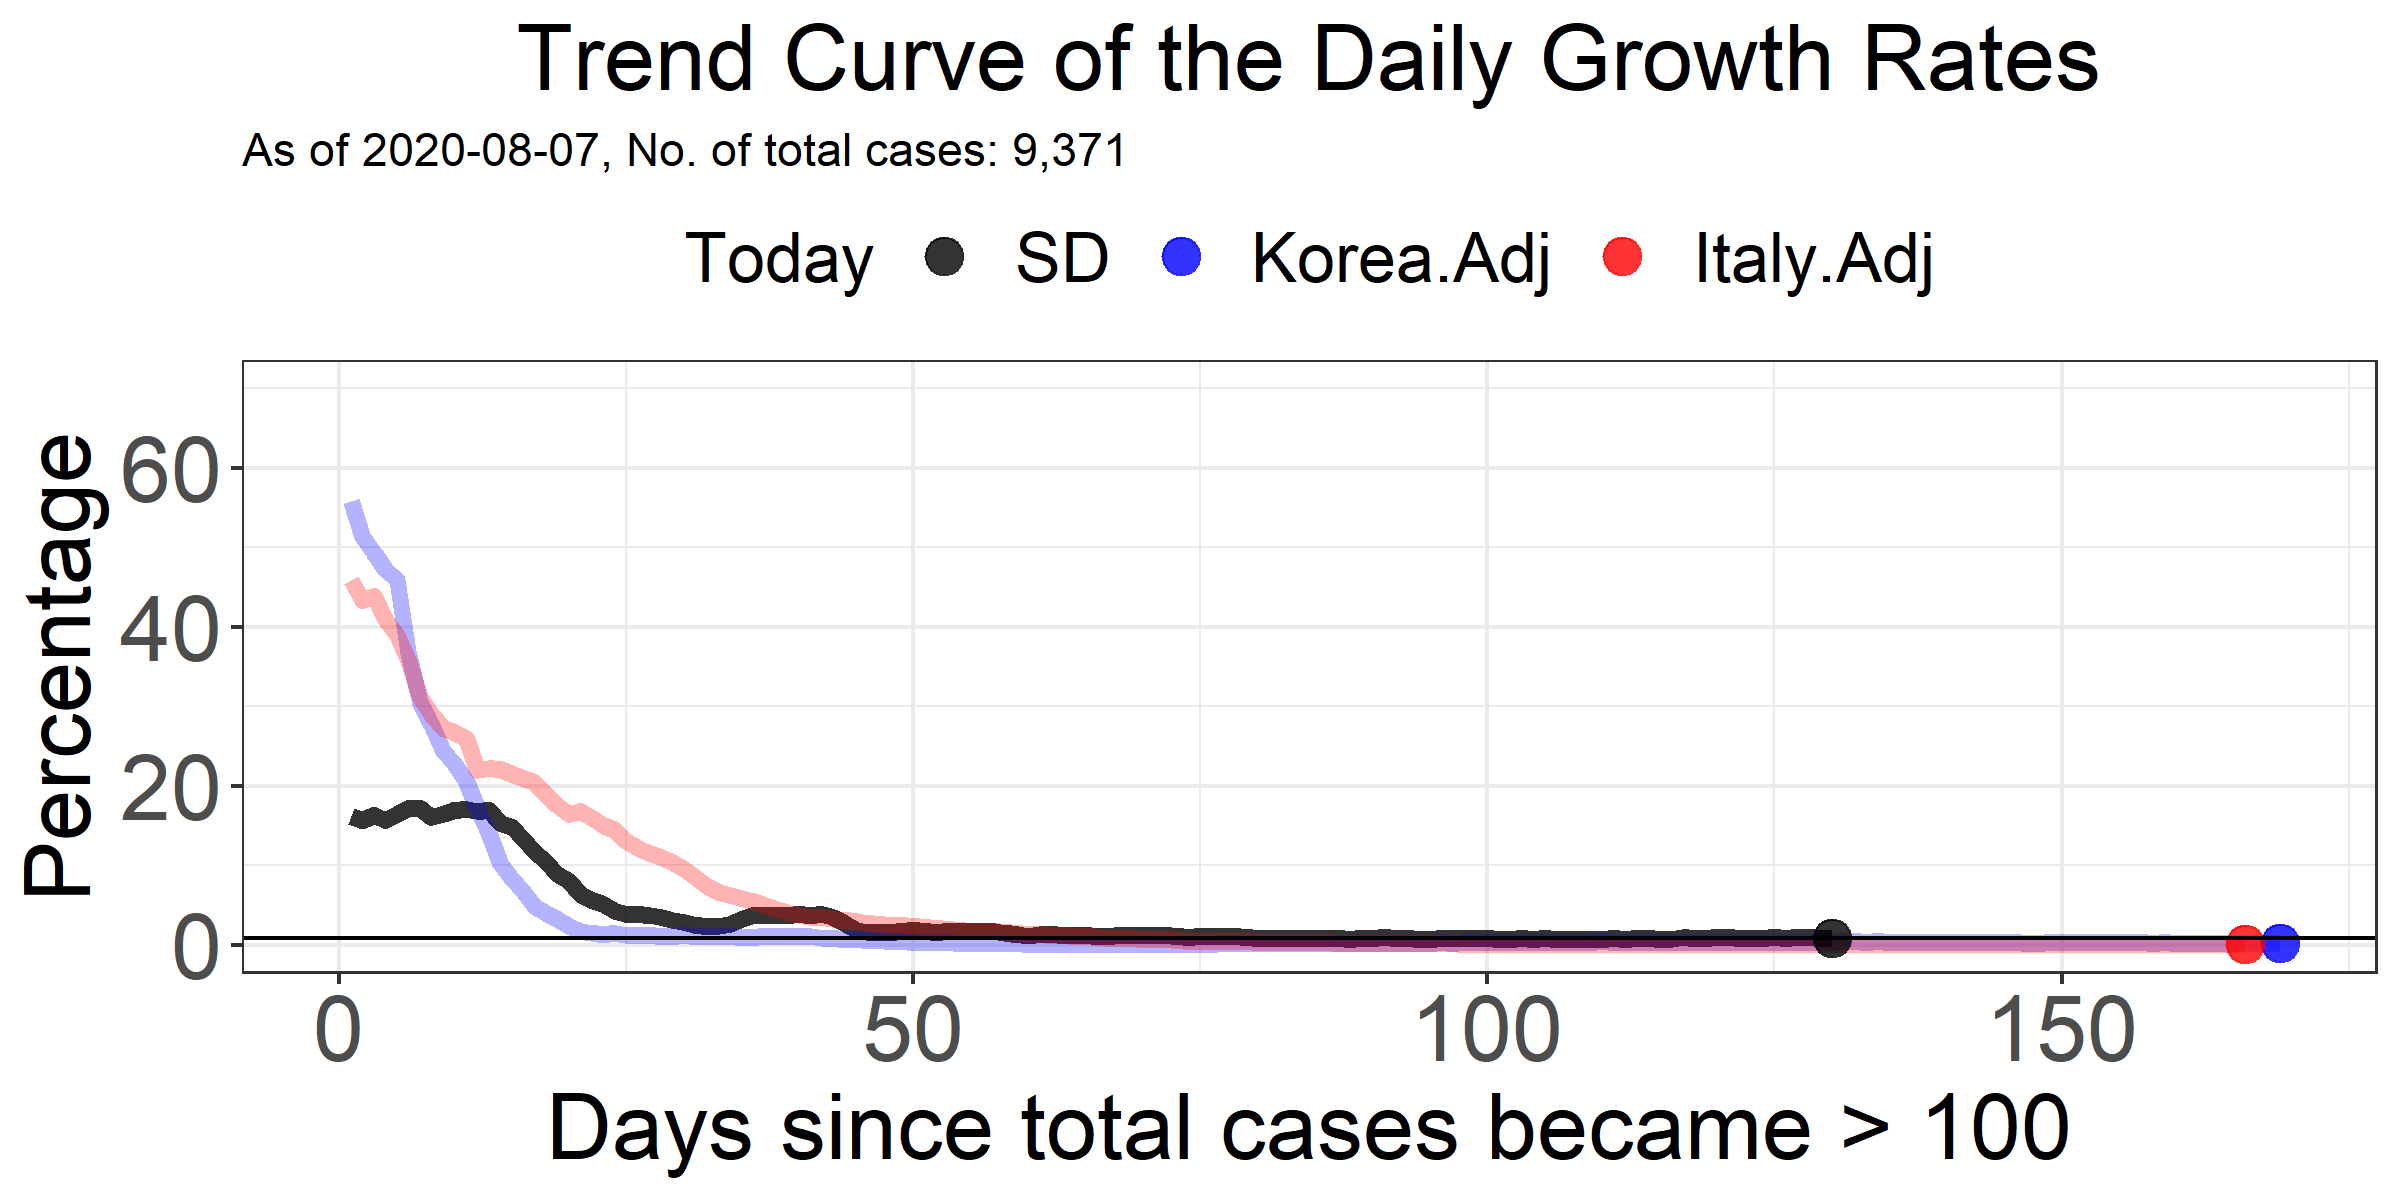 Trend Curve of the Daily Growth Rates
As of 2020-08-07, No. of total cases: 9,371
Today SD Korea.Adj Italy.Adj
Percentage
60
40
20
0
0 50 100 150
Days since total cases became > 100